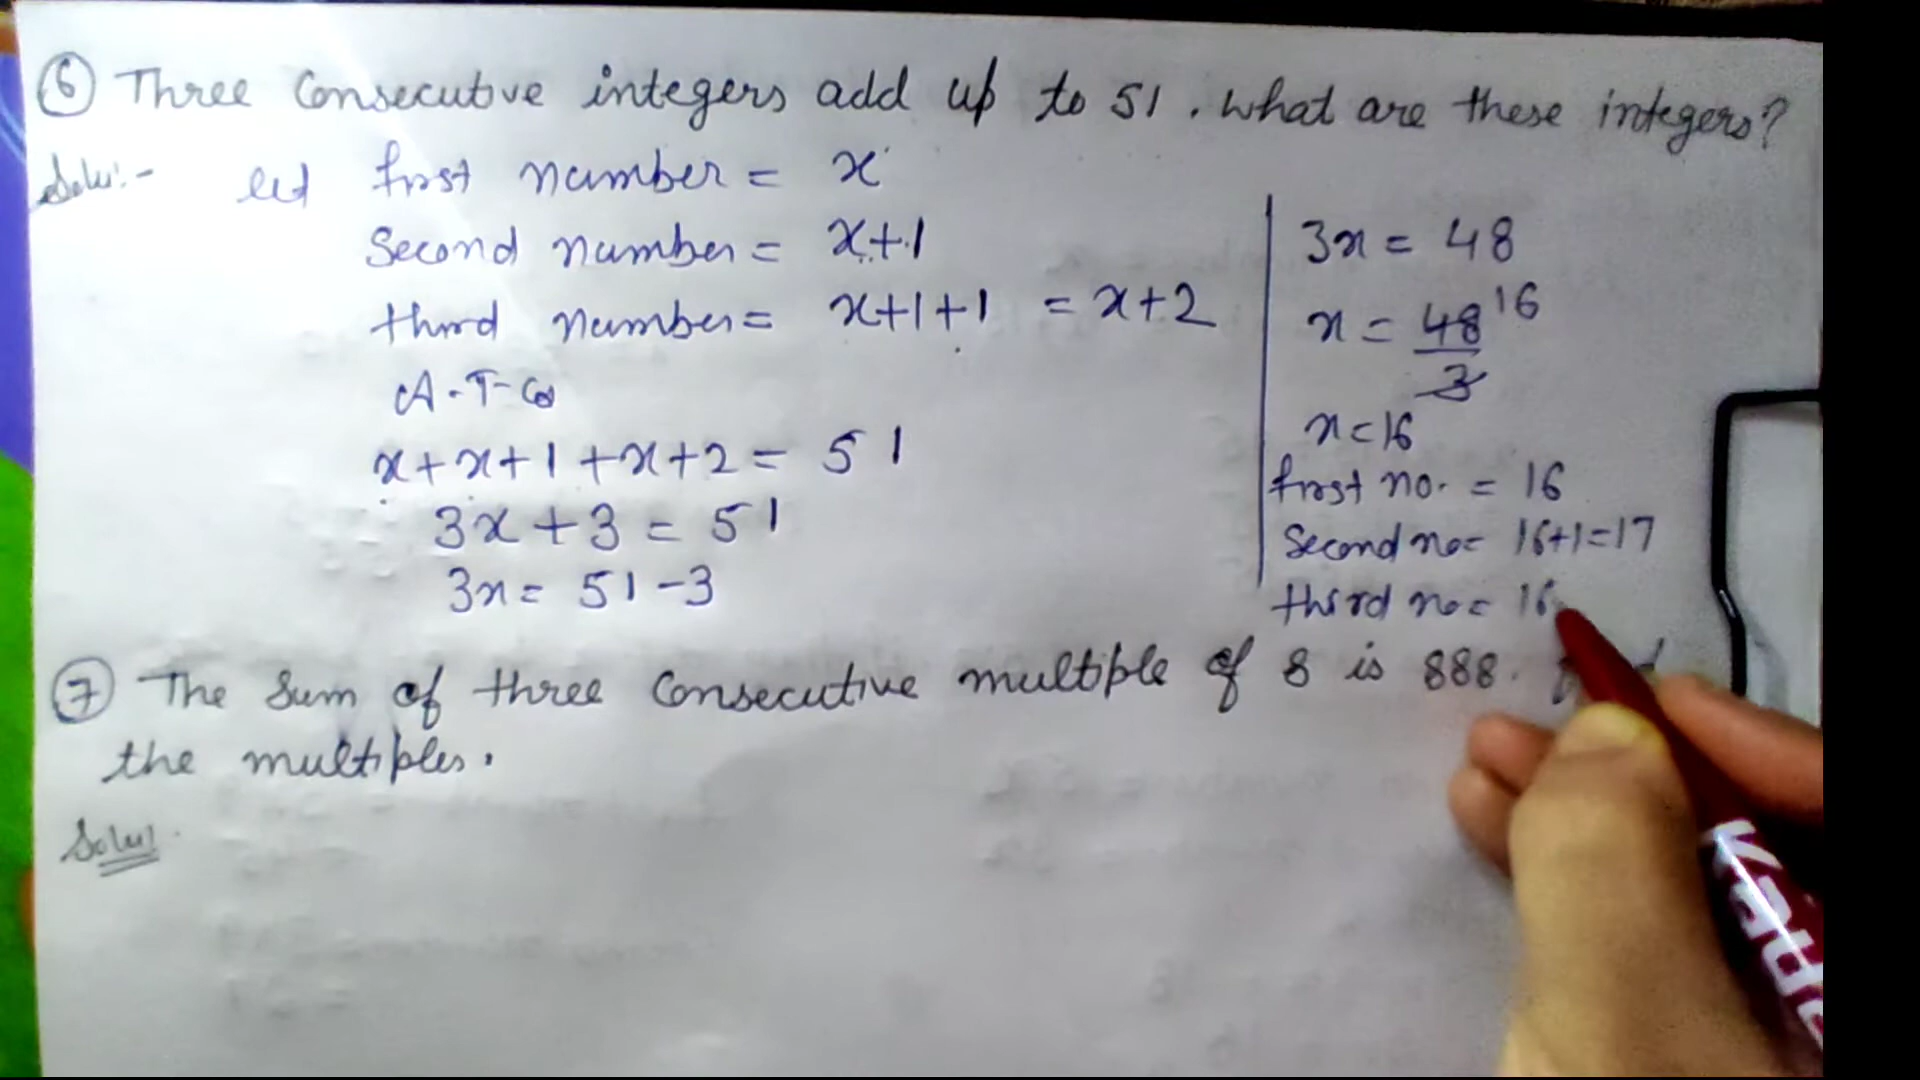 ⑥ Three Consecutive integers add up to 51. What are these integers?
Solu:- let first number = x
Second number = x+1
third number = x+1+1 = x+2
A.T-Q
x+x+1+x+2 = 51
3x+3 = 51
3x = 51-3
3x = 48
x = 48 16
3
x=16
first no. = 16
Second no = 16+1=17
third no = 16
⑦ The Sum of three Consecutive multiple of 8 is 888.
the multiples.
Solu: